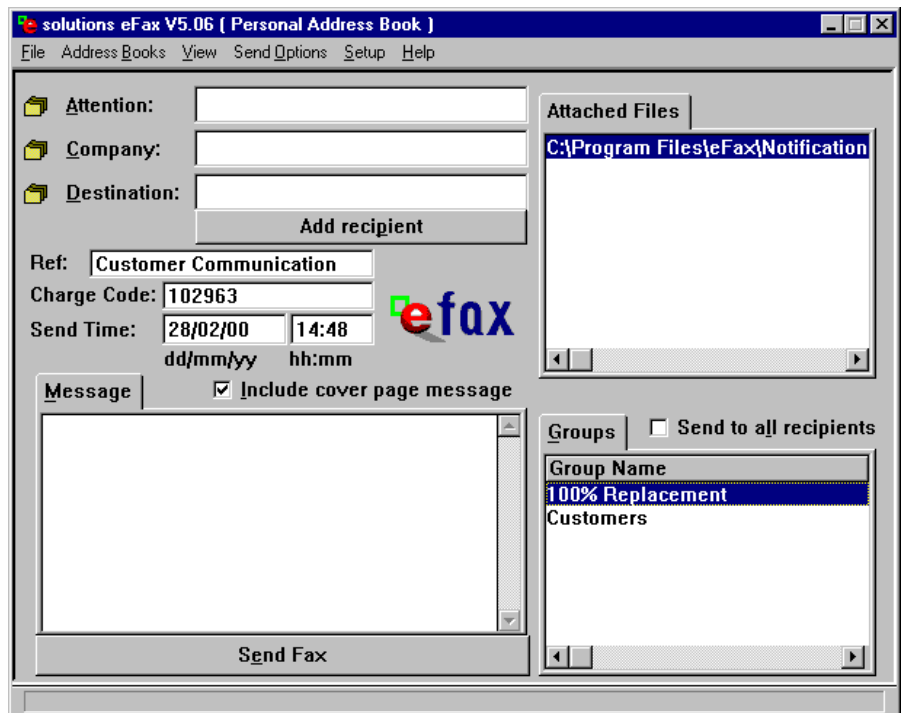 e solutions eFax V5.06 ( Personal Address Book )
File Address Books View Send Options Setup Help
Attention:
Company:
Destination:
Add recipient
Ref: Customer Communication
Charge Code: 102963
Send Time: 28/02/00 14:48
dd/mm/yy hh:mm
efax
Message Include cover page message
Send Fax
Attached Files
C:\Program Files\eFax\Notification
Groups Send to all recipients
Group Name
100% Replacement
Customers